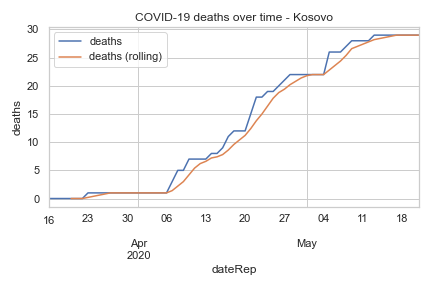 COVID-19 deaths over time - Kosovo
deaths
deaths (rolling)
30
25
20
15
10
5
0
deaths
16 23 30 06 13 20 27 04 11 18
Apr May
2020
dateRep